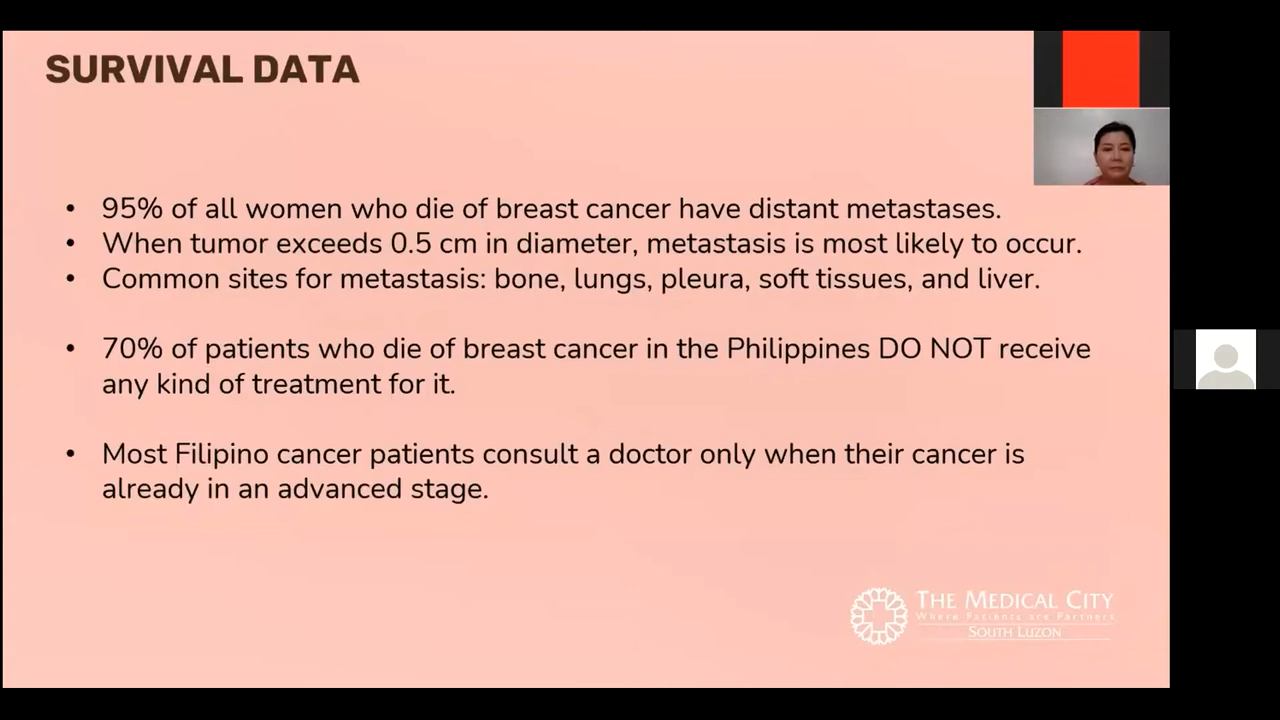 SURVIVAL DATA
• 95% of all women who die of breast cancer have distant metastases.
• When tumor exceeds 0.5 cm in diameter, metastasis is most likely to occur.
• Common sites for metastasis: bone, lungs, pleura, soft tissues, and liver.
• 70% of patients who die of breast cancer in the Philippines DO NOT receive
any kind of treatment for it.
• Most Filipino cancer patients consult a doctor only when their cancer is
already in an advanced stage.
THE MEDICAL CITY
Where Patients are Partners
SOUTH LUZON